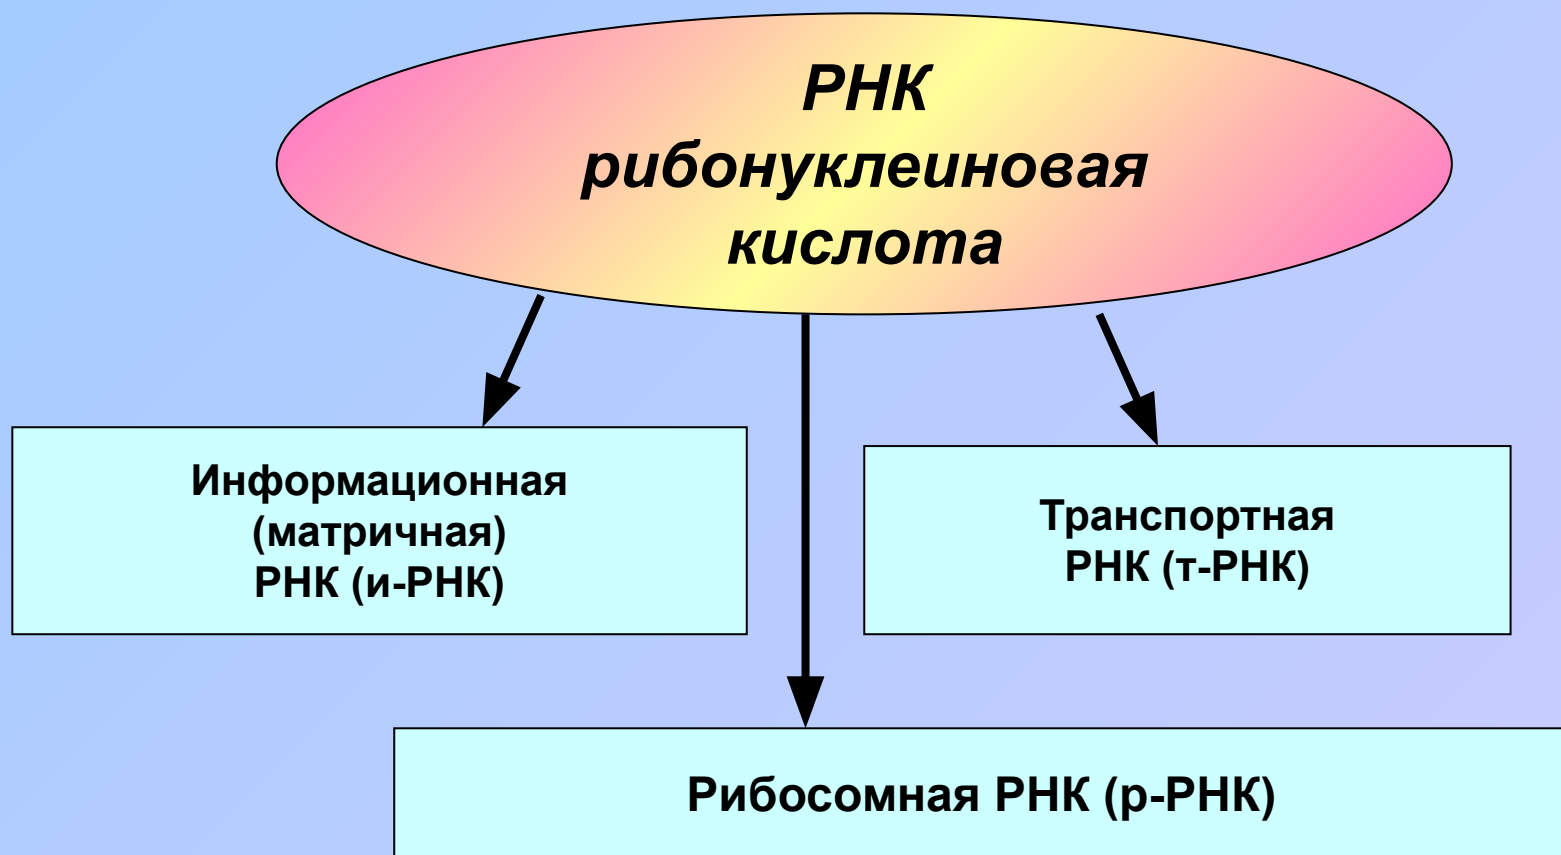 РНК
рибонуклеиновая
кислота
Информационная
(матричная)
РНК (и-РНК)
Транспортная
РНК (т-РНК)
Рибосомная РНК (р-РНК)